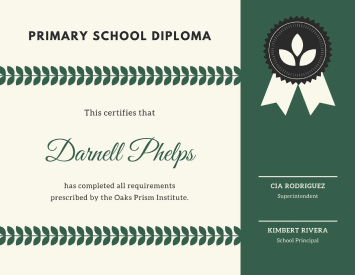 PRIMARY SCHOOL DIPLOMA
This certifies that
Darnell Phelps
has completed all requirements
prescribed by the Oaks Prism Institute.
CIA RODRIGUEZ
Superintendent
KIMBERT RIVERA
School Principal